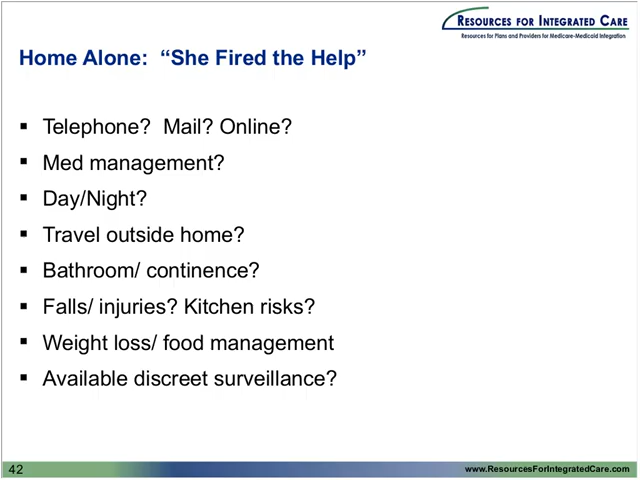 RESOURCES FOR INTEGRATED CARE
Resources for Plans and Providers for Medicare-Medicaid Integration
Home Alone: “She Fired the Help”
▪ Telephone? Mail? Online?
▪ Med management?
▪ Day/Night?
▪ Travel outside home?
▪ Bathroom/ continence?
▪ Falls/ injuries? Kitchen risks?
▪ Weight loss/ food management
▪ Available discreet surveillance?
42
www.ResourcesForIntegratedCare.com